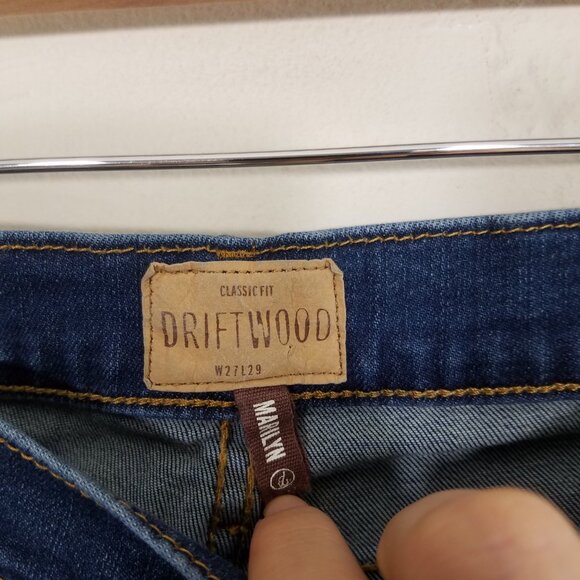 CLASSIC FIT
DRIFTWOOD
W27L29
MARILYN